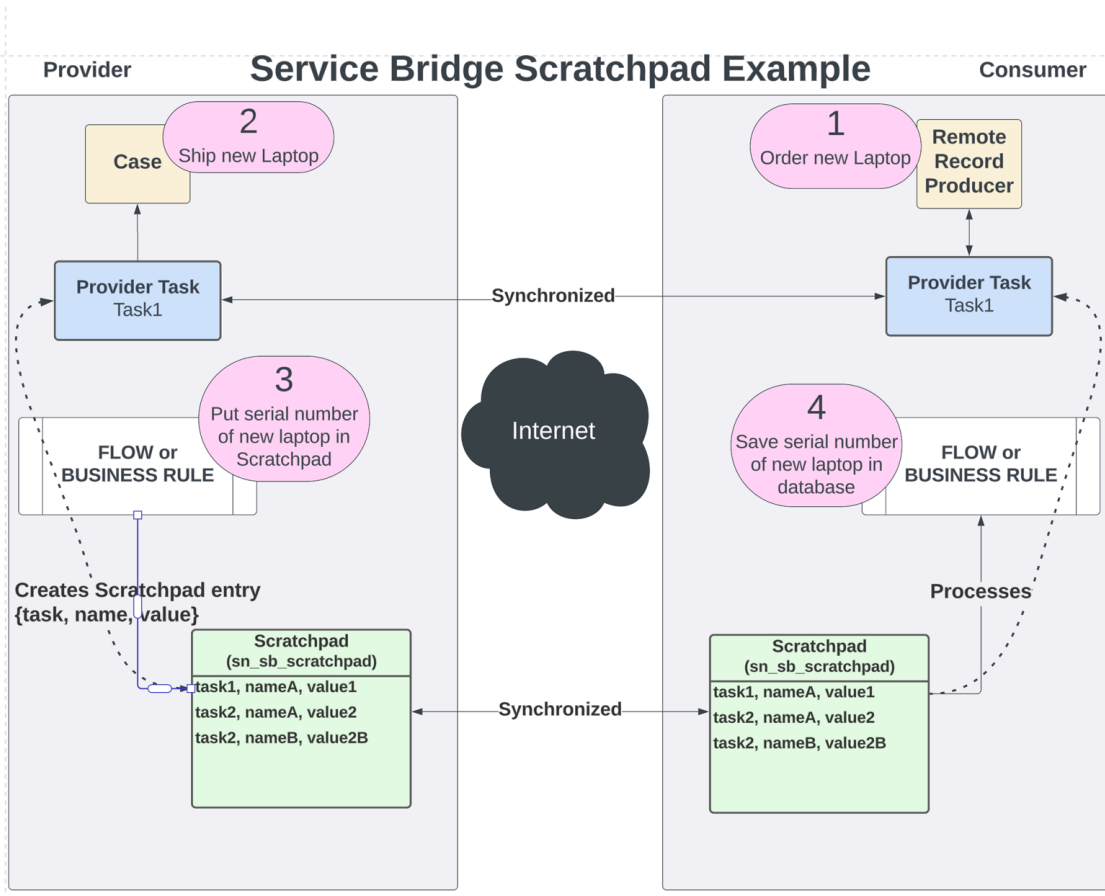 Service Bridge Scratchpad Example
Provider
Consumer
2
Ship new Laptop
Case
1
Order new Laptop
Remote
Record
Producer
Provider Task
Task1
Synchronized
Provider Task
Task1
3
Put serial number
of new laptop in
Scratchpad
FLOW or
BUSINESS RULE
Internet
4
Save serial number
of new laptop in
database
FLOW or
BUSINESS RULE
Creates Scratchpad entry
{task, name, value}
Processes
Scratchpad
(sn_sb_scratchpad)
task1, nameA, value1
task2, nameA, value2
task2, nameB, value2B
Synchronized
Scratchpad
(sn_sb_scratchpad)
task1, nameA, value1
task2, nameA, value2
task2, nameB, value2B